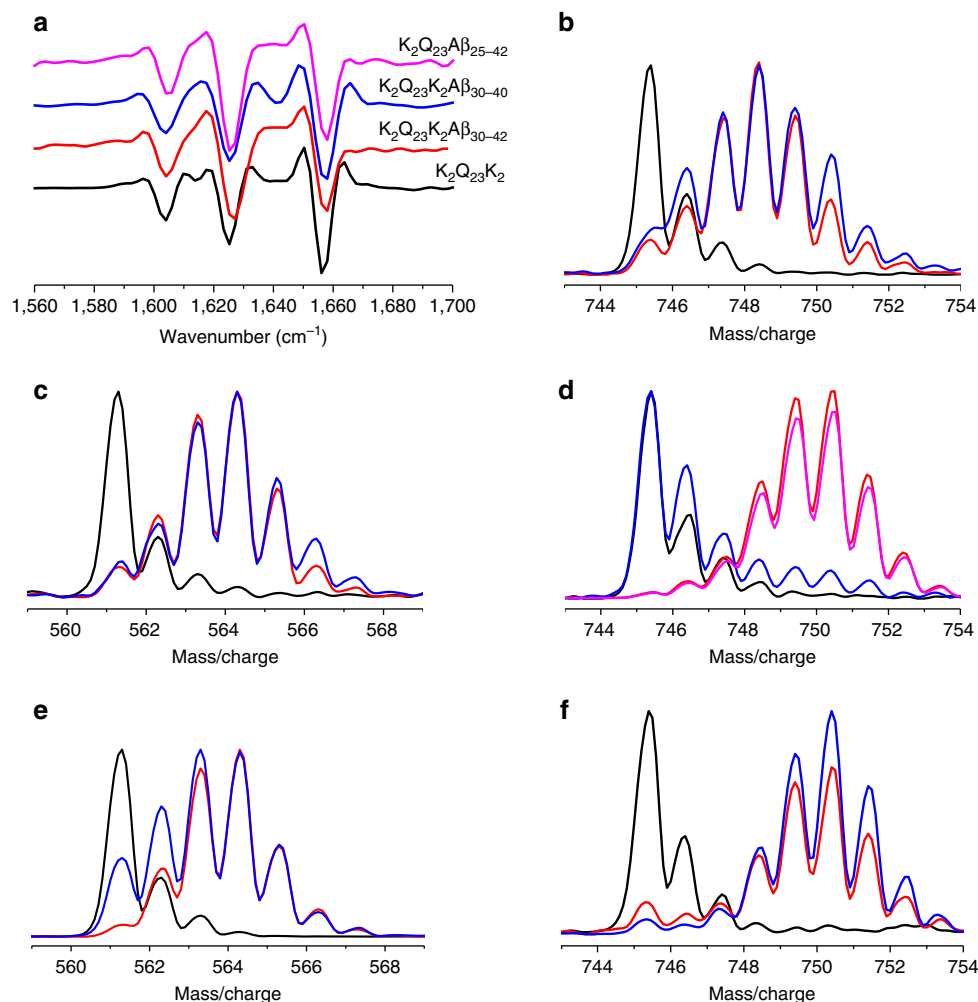 a
K₂Q₂₃Aβ₂₅₋₄₂
K₂Q₂₃K₂Aβ₃₀₋₄₀
K₂Q₂₃K₂Aβ₃₀₋₄₂
K₂Q₂₃K₂
1,560 1,580 1,600 1,620 1,640 1,660 1,680 1,700
Wavenumber (cm⁻¹)
b
744 746 748 750 752 754
Mass/charge
c
560 562 564 566 568
Mass/charge
d
744 746 748 750 752 754
Mass/charge
e
560 562 564 566 568
Mass/charge
f
744 746 748 750 752 754
Mass/charge